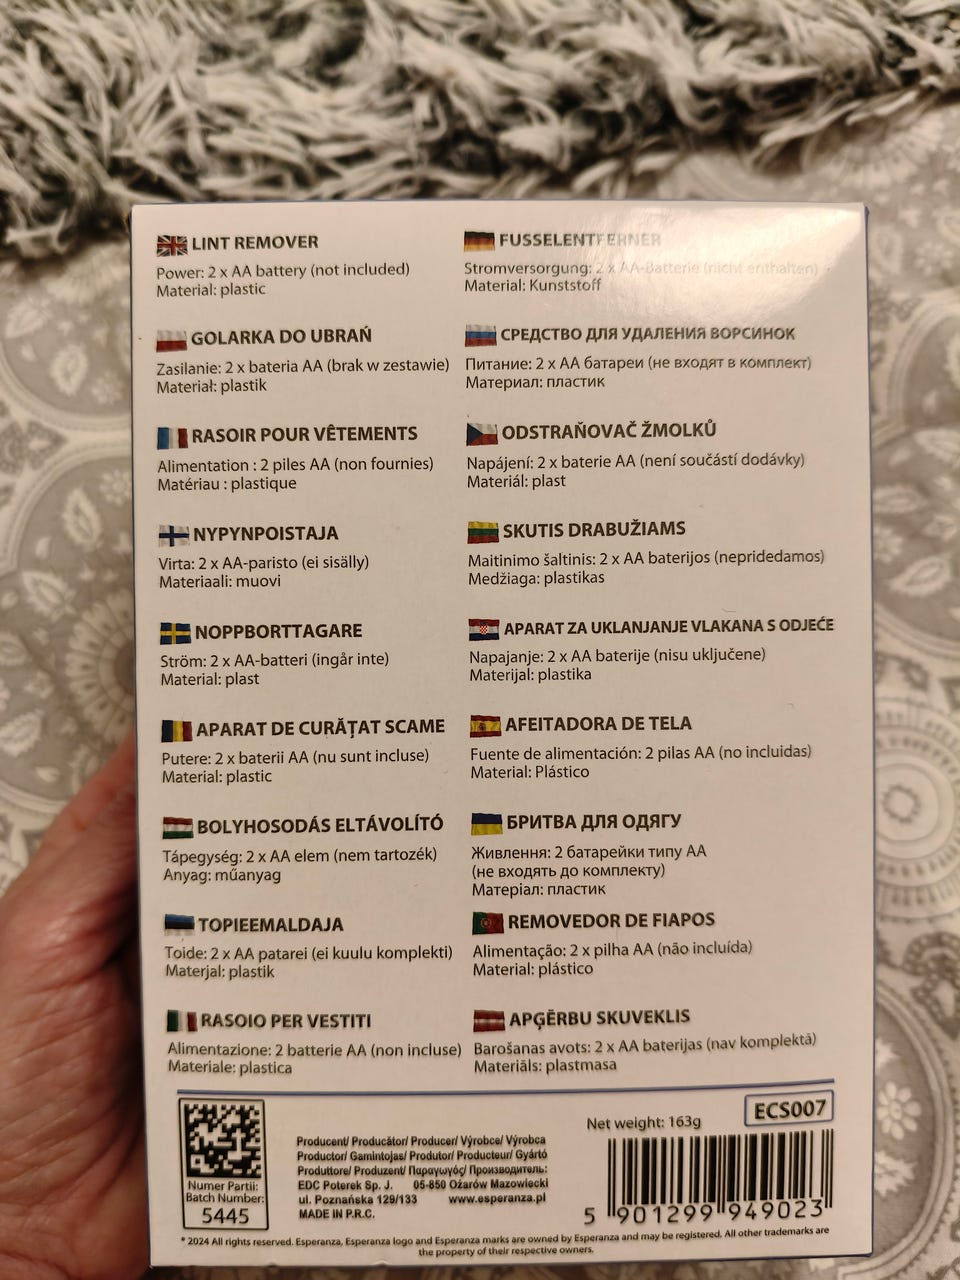 LINT REMOVER
Power: 2 x AA battery (not included)
Material: plastic
GOLARKA DO UBRAŃ
Zasilanie: 2 x bateria AA (brak w zestawie)
Materiał: plastik
RASOIR POUR VÊTEMENTS
Alimentation : 2 piles AA (non fournies)
Matériau : plastique
NYPYNPOISTAJA
Virta: 2 x AA-paristo (ei sisälly)
Materiaali: muovi
NOPPBORTTAGARE
Ström: 2 x AA-batteri (ingår inte)
Material: plast
APARAT DE CURĂȚAT SCAME
Putere: 2 x baterii AA (nu sunt incluse)
Material: plastic
BOLYHOSODÁS ELTÁVOLÍTÓ
Tápegység: 2 x AA elem (nem tartozék)
Anyag: műanyag
TOPIEEMALDAJA
Toide: 2 x AA patarei (ei kuulu komplekti)
Materjal: plastik
RASOIO PER VESTITI
Alimentazione: 2 batterie AA (non incluse)
Materiale: plastica
FUSSELENTFERNER
Stromversorgung: 2 x AA-Batterie (nicht enthalten)
Material: Kunststoff
СРЕДСТВО ДЛЯ УДАЛЕНИЯ ВОРСИНОК
Питание: 2 x AA батареи (не входят в комплект)
Материал: пластик
ODSTRAŇOVAČ ŽMOLKŮ
Napájení: 2 x baterie AA (není součástí dodávky)
Materiál: plast
SKUTIS DRABUŽIAMS
Maitinimo šaltinis: 2 x AA baterijos (nepridedamos)
Medžiaga: plastikas
APARAT ZA UKLANJANJE VLAKANA S ODJEĆE
Napajanje: 2 x AA baterije (nisu uključene)
Materijal: plastika
AFEITADORA DE TELA
Fuente de alimentación: 2 pilas AA (no incluidas)
Material: Plástico
БРИТВА ДЛЯ ОДЯГУ
Живлення: 2 батарейки типу AA
(не входять до комплекту)
Матеріал: пластик
REMOVEDOR DE FIAPOS
Alimentação: 2 x pilha AA (não incluída)
Material: plástico
APĢĒRBU SKUVEKLIS
Barošanas avots: 2 x AA baterijas (nav komplektā)
Materiāls: plastmasa
Numer Partii:
Batch Number:
5445
Producent/ Producător/ Producer/ Výrobce/ Výrobca
Productor/ Gamintojas/ Produtor/ Producteur/ Gyártó
Produttore/ Produzent/ Παραγωγός/ Производитель:
EDC Poterek Sp. J. 05-850 Ożarów Mazowiecki
ul. Poznańska 129/133 www.esperanza.pl
MADE IN P.R.C.
Net weight: 163g
ECS007
5 901299 949023
* 2024 All rights reserved. Esperanza, Esperanza logo and Esperanza marks are owned by Esperanza and may be registered. All other trademarks are
the property of their respective owners.